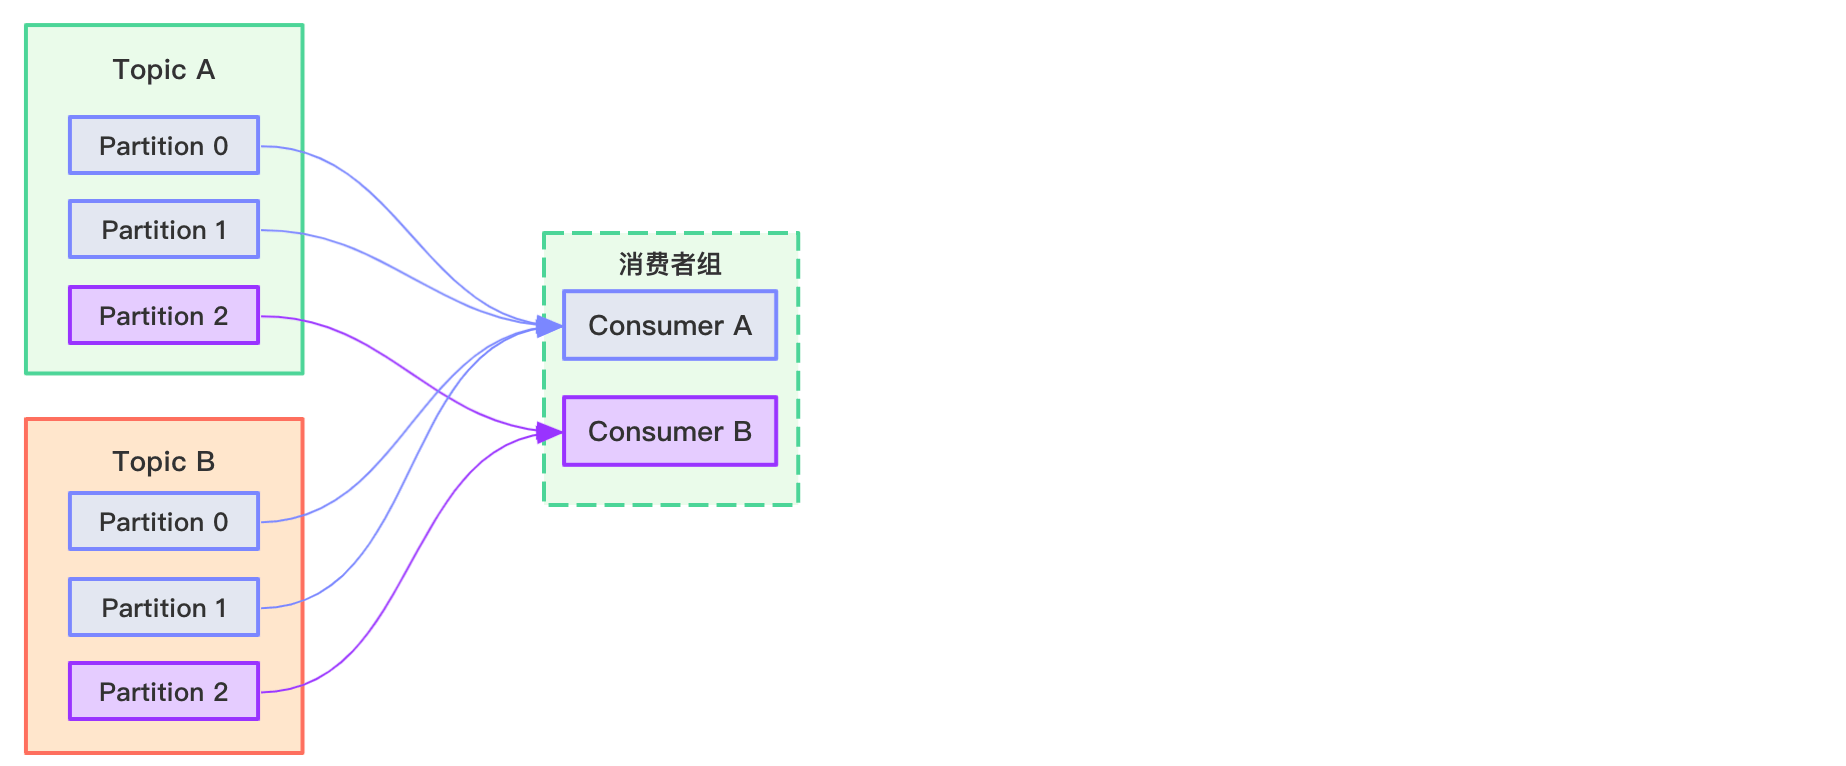 Topic A
Partition 0
Partition 1
Partition 2
Topic B
Partition 0
Partition 1
Partition 2
消费者组
Consumer A
Consumer B